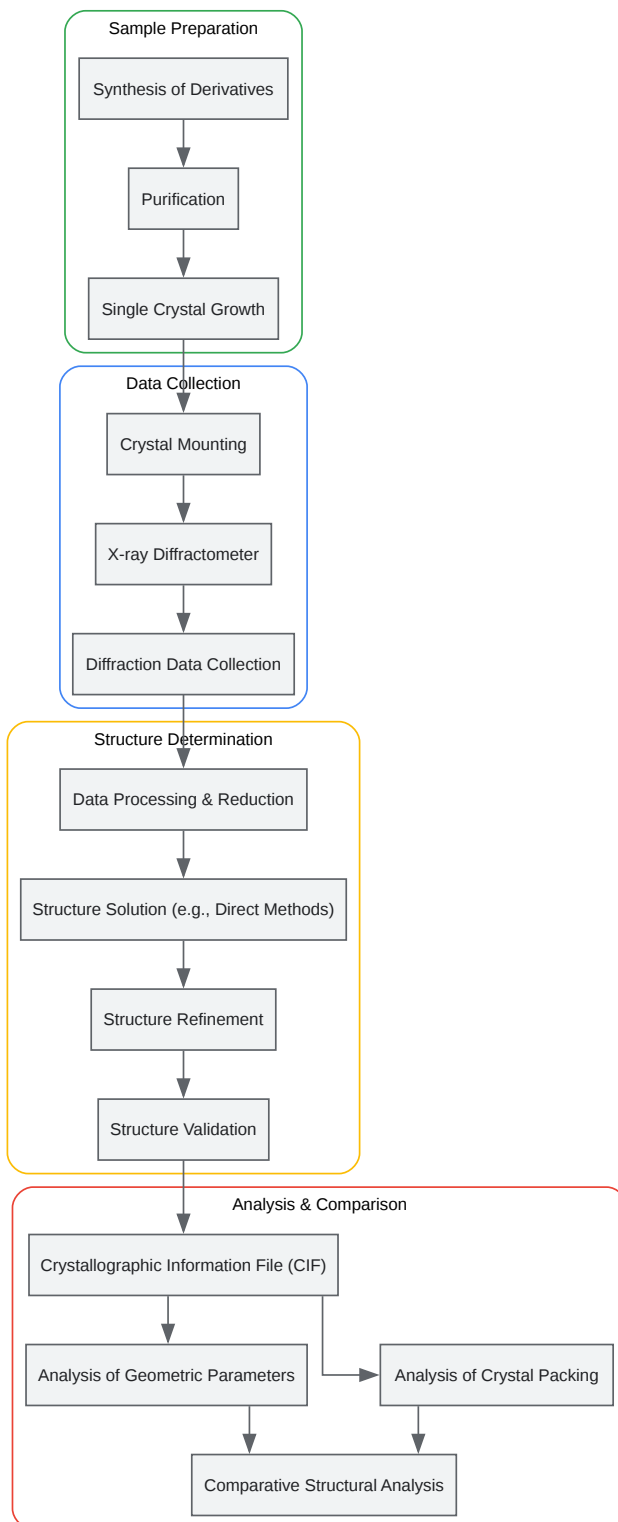 Sample Preparation
Synthesis of Derivatives
Purification
Single Crystal Growth
Data Collection
Crystal Mounting
X-ray Diffractometer
Diffraction Data Collection
Structure Determination
Data Processing & Reduction
Structure Solution (e.g., Direct Methods)
Structure Refinement
Structure Validation
Analysis & Comparison
Crystallographic Information File (CIF)
Analysis of Geometric Parameters
Analysis of Crystal Packing
Comparative Structural Analysis